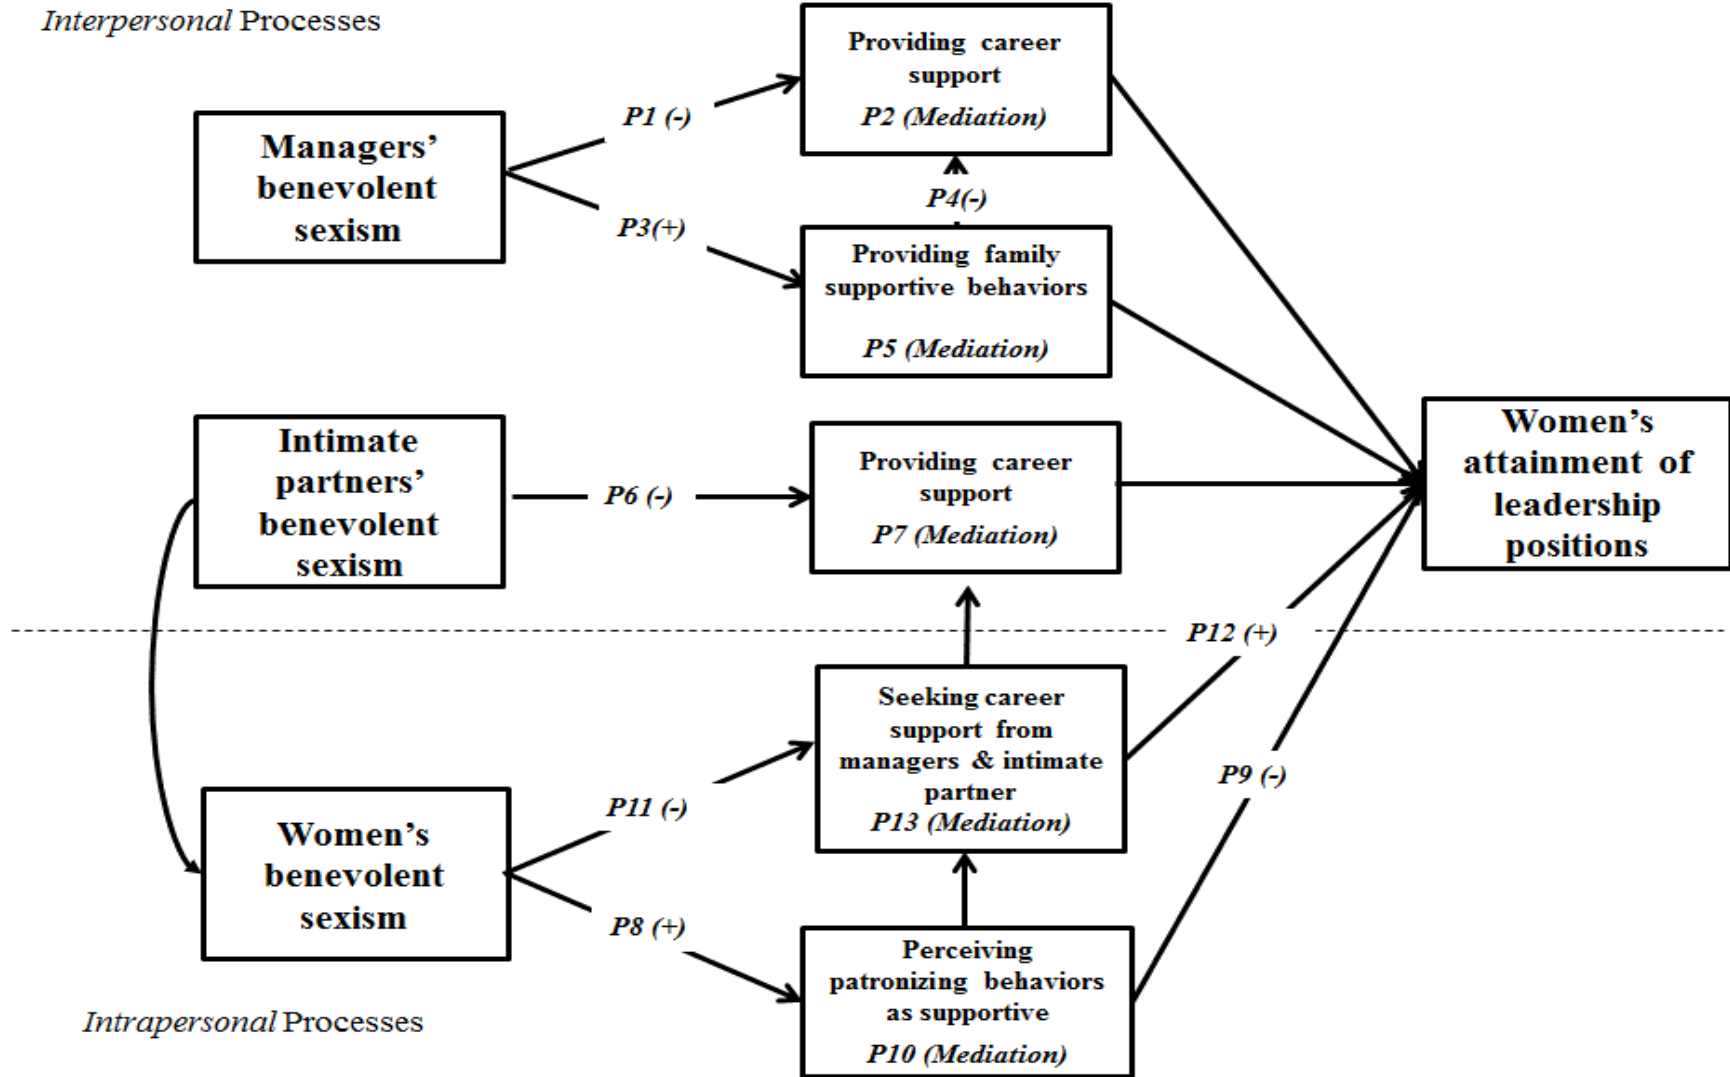 Interpersonal Processes
Providing career
support
P2 (Mediation)
P1 (-)
Managers’
benevolent
sexism
P4(-)
P3(+)
Providing family
supportive behaviors
P5 (Mediation)
Intimate
partners’
benevolent
sexism
P6 (-)
Providing career
support
P7 (Mediation)
Women’s
attainment of
leadership
positions
P12 (+)
Seeking career
support from
managers & intimate
partner
P13 (Mediation)
P9 (-)
P11 (-)
Women’s
benevolent
sexism
P8 (+)
Perceiving
patronizing behaviors
as supportive
P10 (Mediation)
Intrapersonal Processes